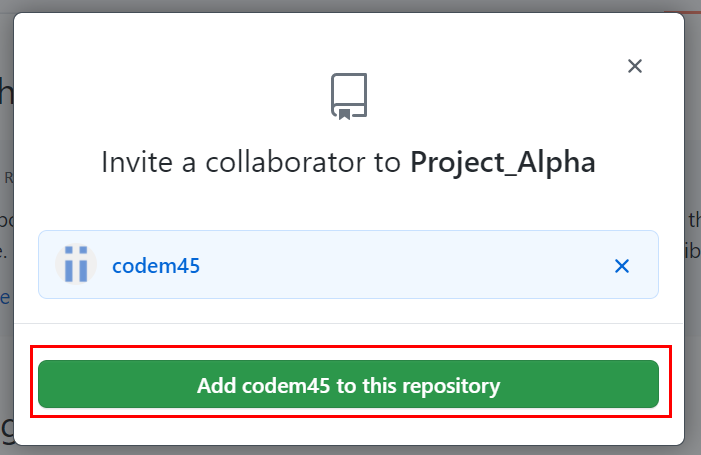 Invite a collaborator to Project_Alpha
codem45
Add codem45 to this repository